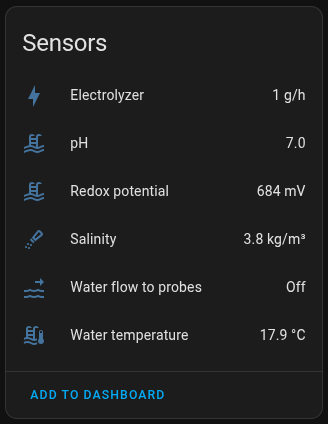 Sensors
Electrolyzer 1 g/h
pH 7.0
Redox potential 684 mV
Salinity 3.8 kg/m³
Water flow to probes Off
Water temperature 17.9 °C
ADD TO DASHBOARD